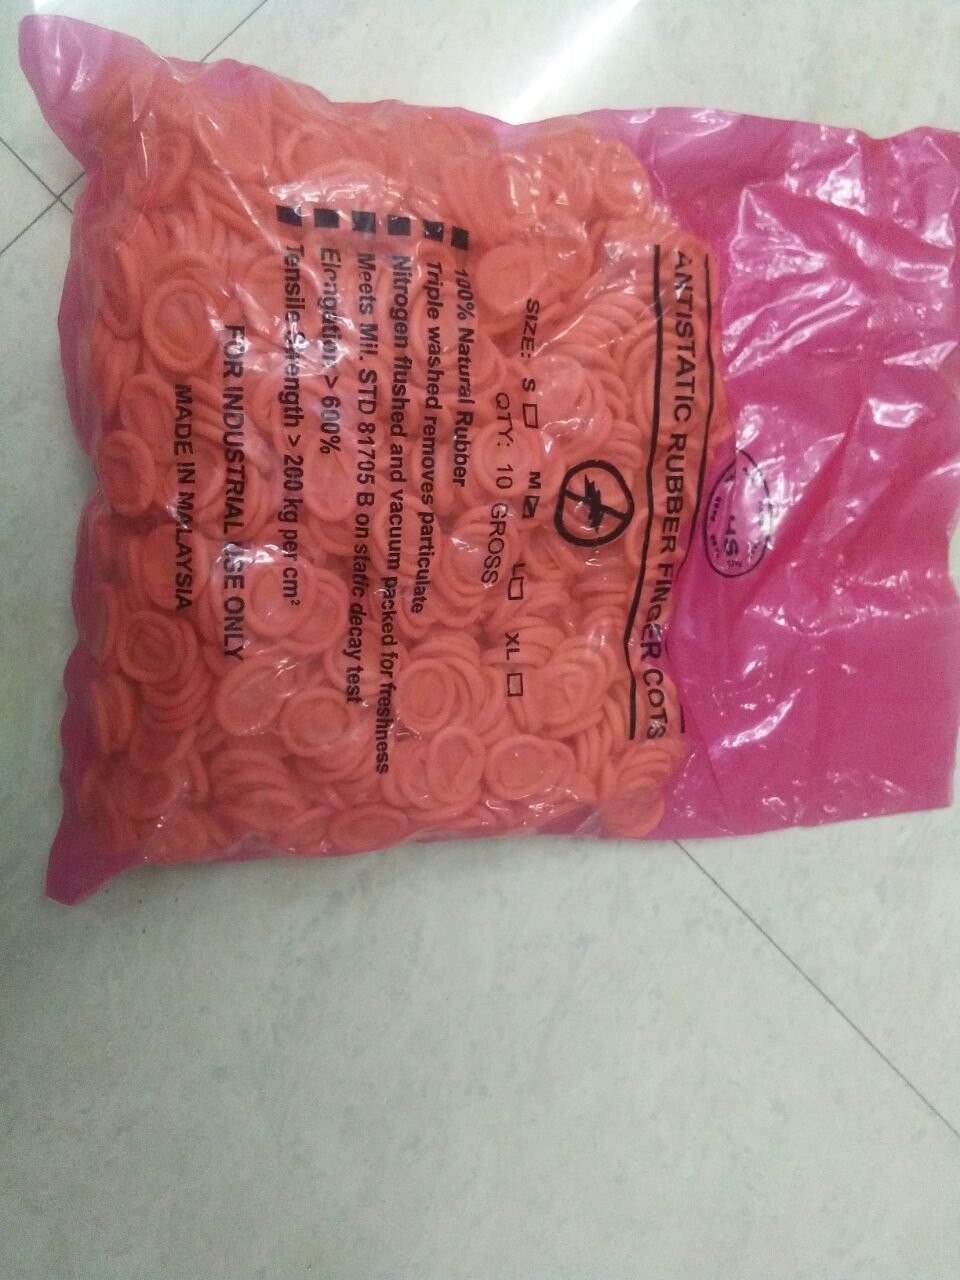 ANTISTATIC RUBBER FINGER COTS
SIZE: S M L XL
QTY: 10 GROSS
100% Natural Rubber
Triple washed removes particulate
Nitrogen flushed and vacuum packed for freshness
Meets Mil. STD 81705 B on static decay test
Elongation > 600%
Tensile Strength > 200 kg per cm²
FOR INDUSTRIAL USE ONLY
MADE IN MALAYSIA